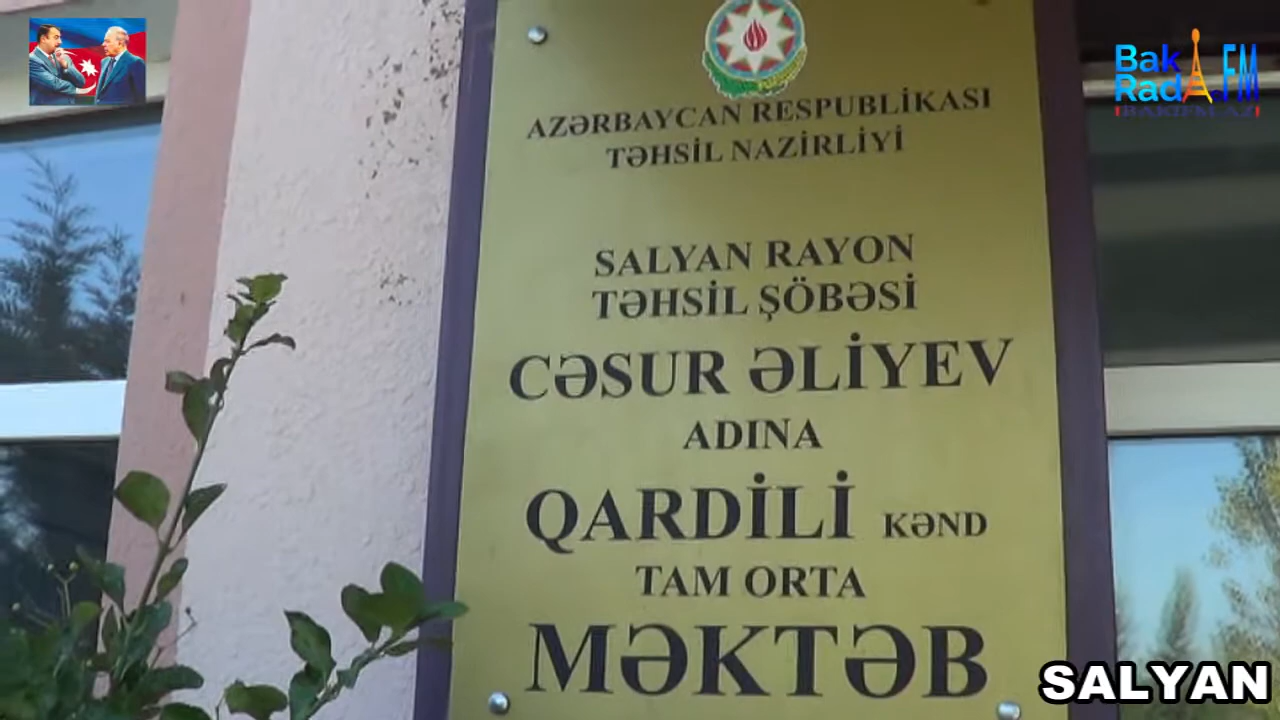 Bak FM
Rad
AZƏRBAYCAN RESPUBLİKASI
TƏHSİL NAZİRLİYİ
SALYAN RAYON
TƏHSİL ŞÖBƏSİ
CƏSUR ƏLİYEV
ADINA
QARDİLİ KƏND
TAM ORTA
MƏKTƏB
SALYAN